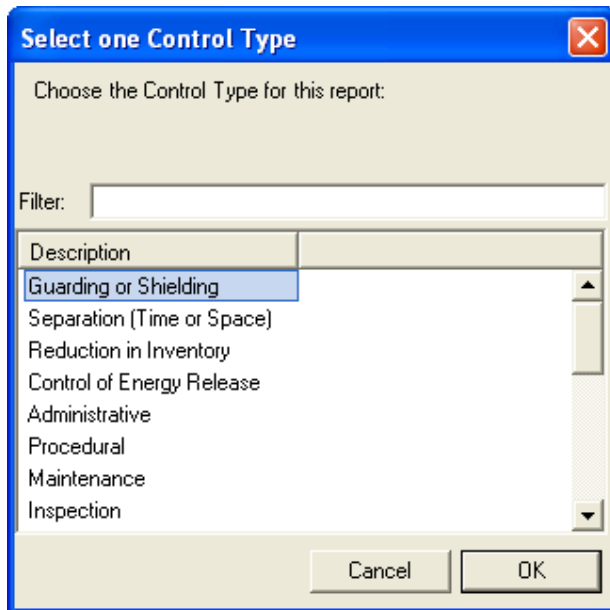 Select one Control Type
Choose the Control Type for this report:
Filter:
Description
Guarding or Shielding
Separation (Time or Space)
Reduction in Inventory
Control of Energy Release
Administrative
Procedural
Maintenance
Inspection
Cancel OK